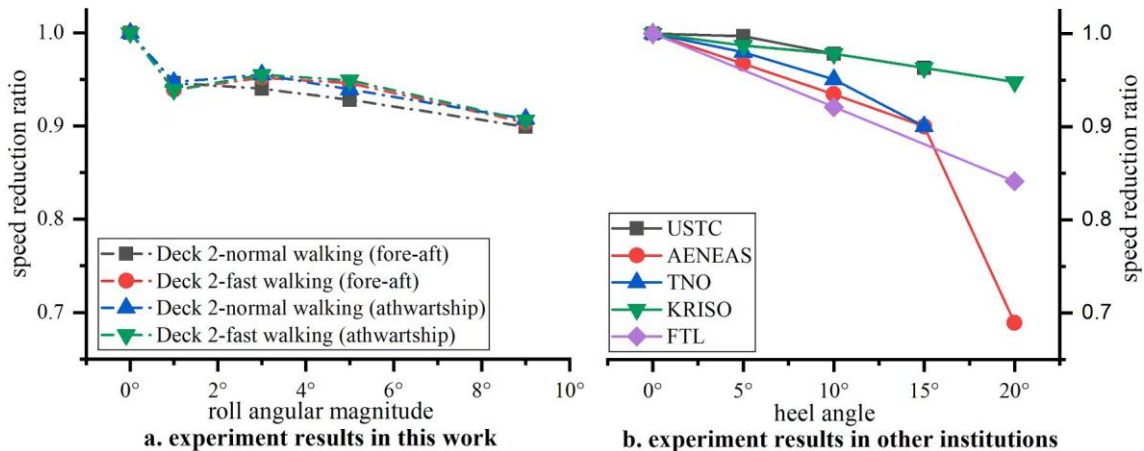 speed reduction ratio
1.0
0.9
0.8
0.7
Deck 2-normal walking (fore-aft)
Deck 2-fast walking (fore-aft)
Deck 2-normal walking (athwartship)
Deck 2-fast walking (athwartship)
0° 2° 4° 6° 8° 10°
roll angular magnitude
a. experiment results in this work
USTC
AENEAS
TNO
KRISO
FTL
1.0
0.9
0.8
0.7
speed reduction ratio
0° 5° 10° 15° 20°
heel angle
b. experiment results in other institutions